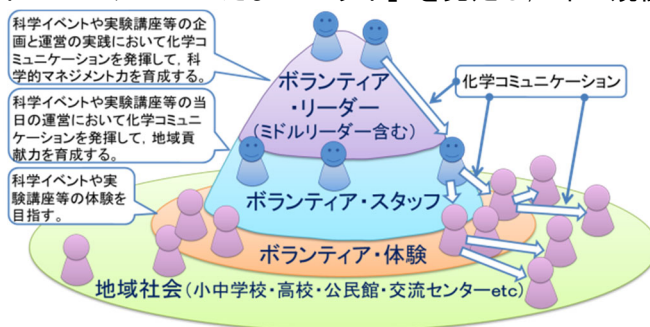 科学イベントや実験講座等の企
画と運営の実践において化学コ
ミュニケーションを発揮して，科
学的マネジメント力を育成する。
科学イベントや実験講座等の当
日の運営において化学コミュニ
ケーションを発揮して，地域貢
献力を育成する。
科学イベントや実
験講座等の体験を
目指す。
ボランティア
・リーダー
（ミドルリーダー含む）
化学コミュニケーション
ボランティア・スタッフ
ボランティア・体験
地域社会（小中学校・高校・公民館・交流センターetc）